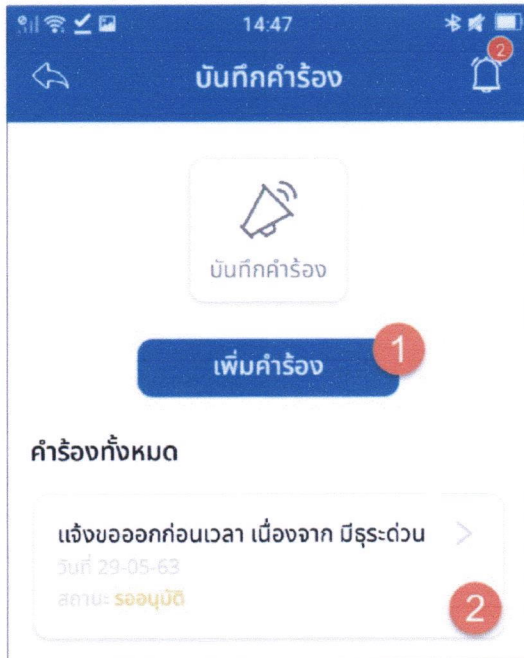 14:47
บันทึกคำร้อง
2
บันทึกคำร้อง
เพิ่มคำร้อง
1
คำร้องทั้งหมด
แจ้งขอออกก่อนเวลา เนื่องจาก มีธุระด่วน
วันที่ 29-05-63
สถานะ รออนุมัติ
2